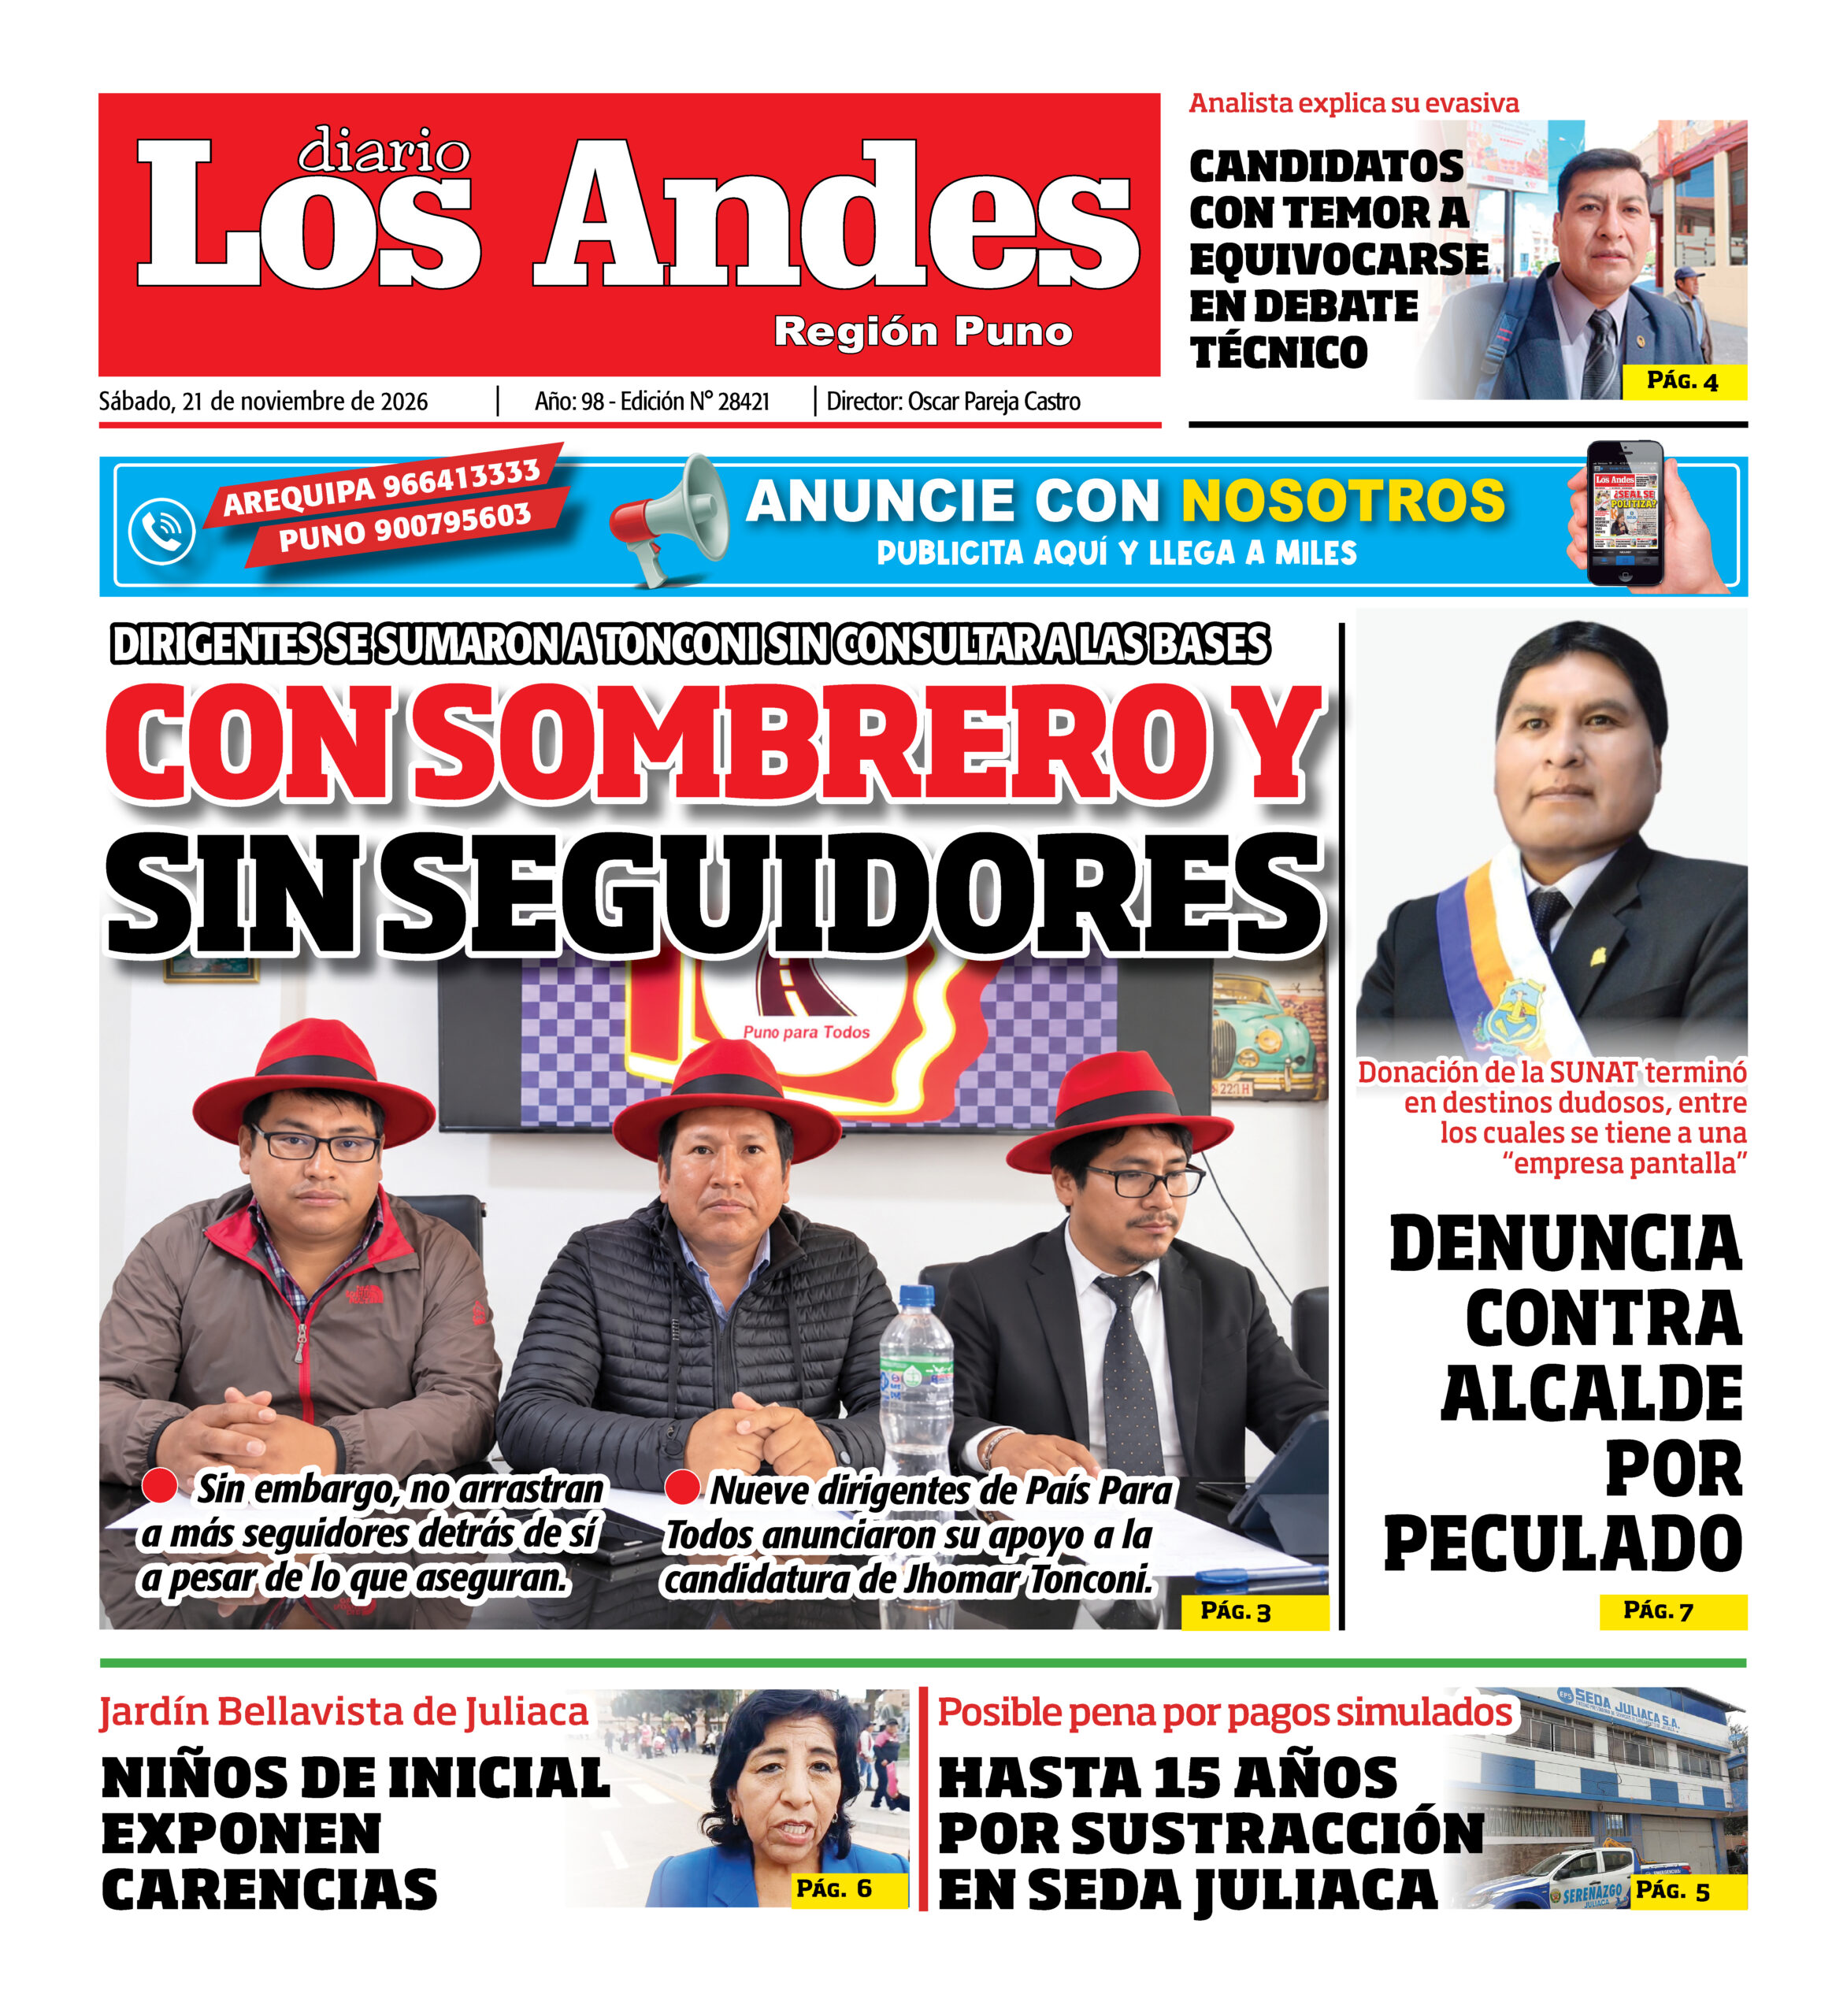 diario
Los Andes
Región Puno
Sábado, 21 de noviembre de 2026
Año: 98 - Edición N° 28421
Director: Oscar Pareja Castro
Analista explica su evasiva
CANDIDATOS
CON TEMOR A
EQUIVOCARSE
EN DEBATE
TÉCNICO
PÁG. 4
AREQUIPA 966413333
PUNO 900795603
ANUNCIE CON NOSOTROS
PUBLICITA AQUÍ Y LLEGA A MILES
Los Andes
¿SE ALSE
POLITIZA?
DIRIGENTES SE SUMARON A TONCONI SIN CONSULTAR A LAS BASES
CON SOMBRERO Y
SIN SEGUIDORES
Puno para Todos
Sin embargo, no arrastran
a más seguidores detrás de sí
a pesar de lo que aseguran.
Nueve dirigentes de País Para
Todos anunciaron su apoyo a la
candidatura de Jhomar Tonconi.
PÁG. 3
Donación de la SUNAT terminó
en destinos dudosos, entre
los cuales se tiene a una
“empresa pantalla”
DENUNCIA
CONTRA
ALCALDE
POR
PECULADO
PÁG. 7
Jardín Bellavista de Juliaca
NIÑOS DE INICIAL
EXPONEN
CARENCIAS
PÁG. 6
Posible pena por pagos simulados
HASTA 15 AÑOS
POR SUSTRACCIÓN
EN SEDA JULIACA
EPS SEDA JULIACA S.A.
SERENAZGO
JULIACA
PÁG. 5